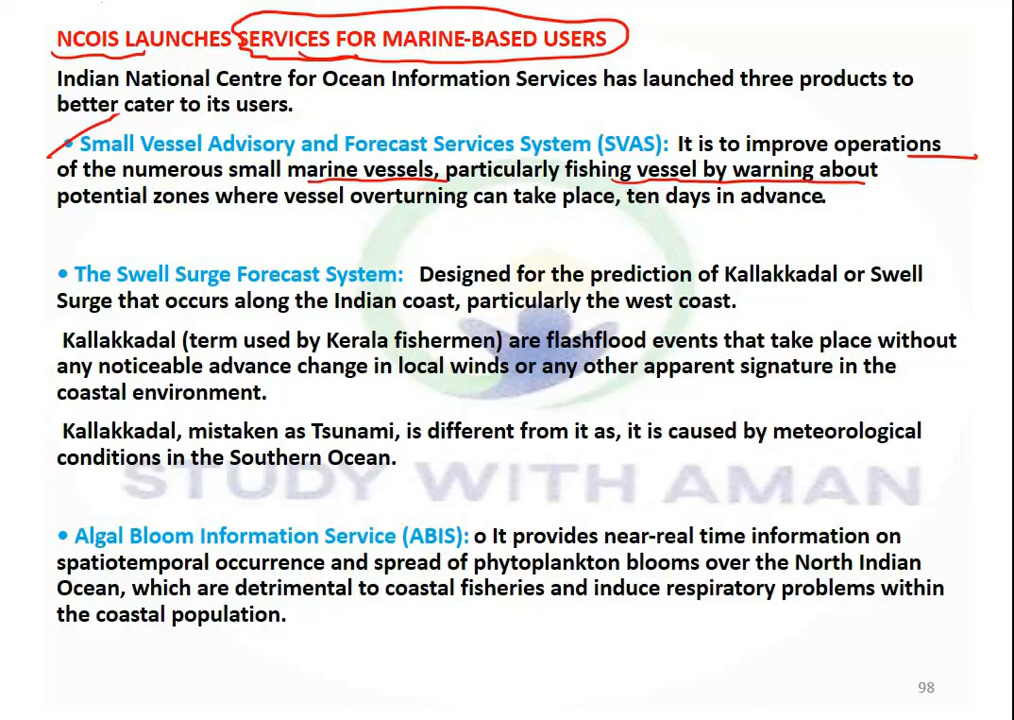 NCOIS LAUNCHES SERVICES FOR MARINE-BASED USERS
Indian National Centre for Ocean Information Services has launched three products to
better cater to its users.
• Small Vessel Advisory and Forecast Services System (SVAS): It is to improve operations
of the numerous small marine vessels, particularly fishing vessel by warning about
potential zones where vessel overturning can take place, ten days in advance.
• The Swell Surge Forecast System: Designed for the prediction of Kallakkadal or Swell
Surge that occurs along the Indian coast, particularly the west coast.
Kallakkadal (term used by Kerala fishermen) are flashflood events that take place without
any noticeable advance change in local winds or any other apparent signature in the
coastal environment.
Kallakkadal, mistaken as Tsunami, is different from it as, it is caused by meteorological
conditions in the Southern Ocean.
STUDY WITH AMAN
• Algal Bloom Information Service (ABIS): o It provides near-real time information on
spatiotemporal occurrence and spread of phytoplankton blooms over the North Indian
Ocean, which are detrimental to coastal fisheries and induce respiratory problems within
the coastal population.
98